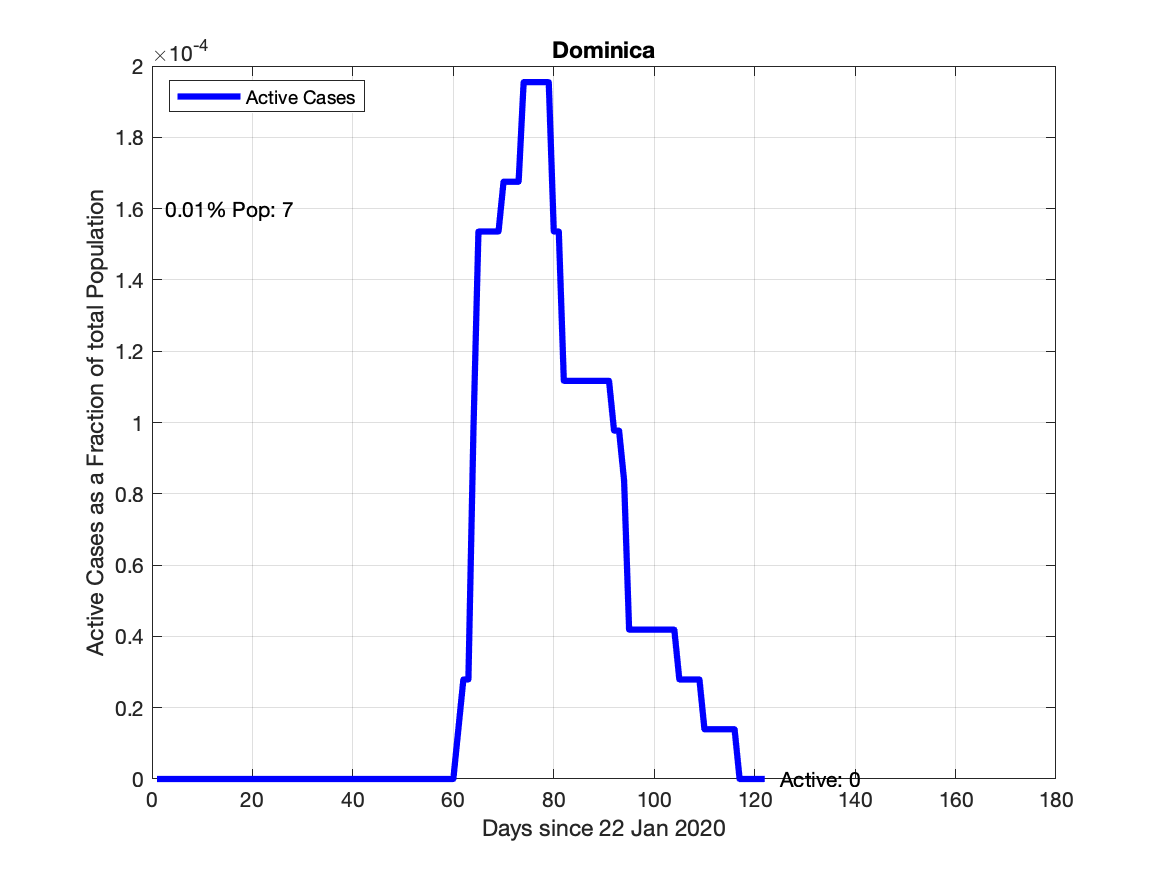 Dominica
×10-4
2
1.8
1.6
1.4
1.2
1
0.8
0.6
0.4
0.2
0
Active Cases
0.01% Pop: 7
Active: 0
Active Cases as a Fraction of total Population
0 20 40 60 80 100 120 140 160 180
Days since 22 Jan 2020